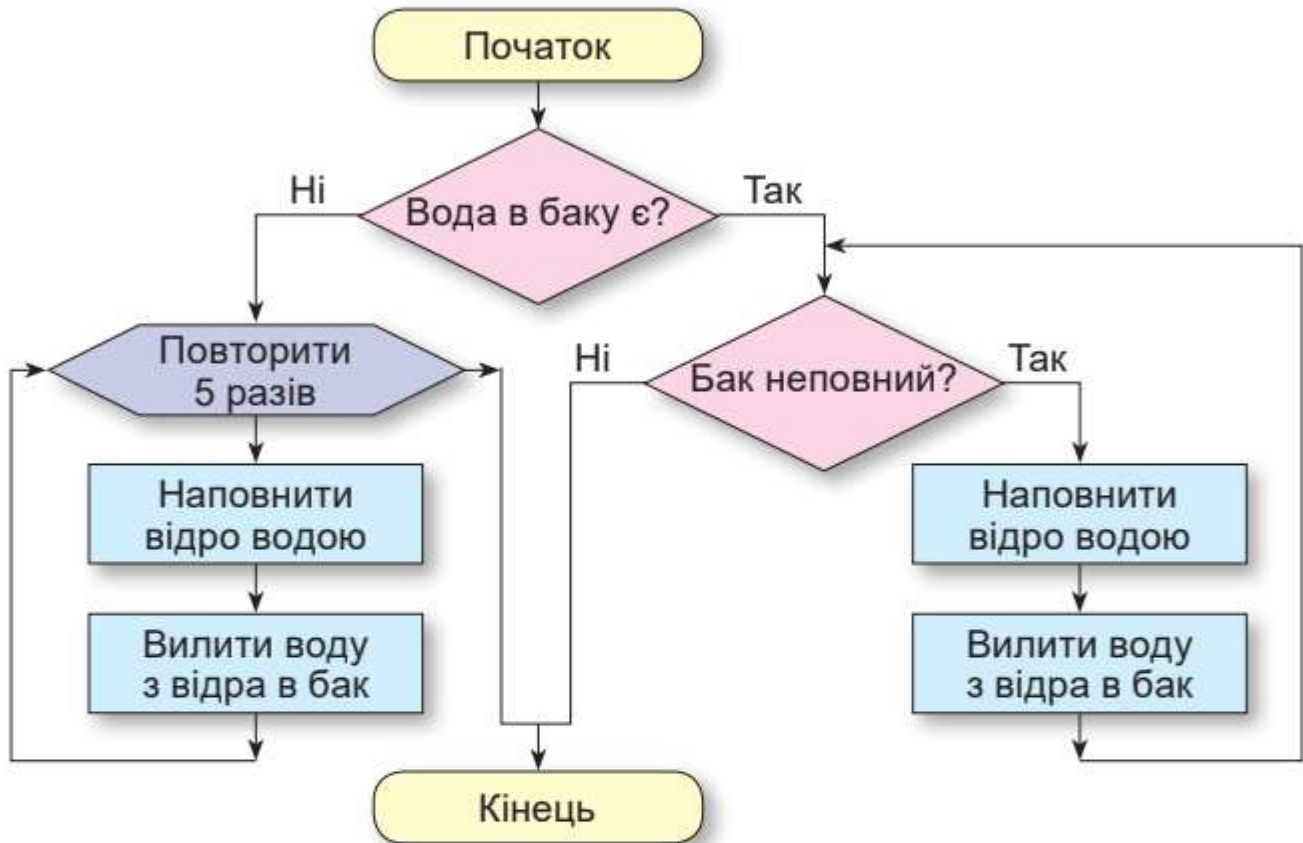 Початок
Вода в баку є?
Ні
Так
Повторити
5 разів
Наповнити
відро водою
Вилити воду
з відра в бак
Бак неповний?
Ні
Так
Наповнити
відро водою
Вилити воду
з відра в бак
Кінець